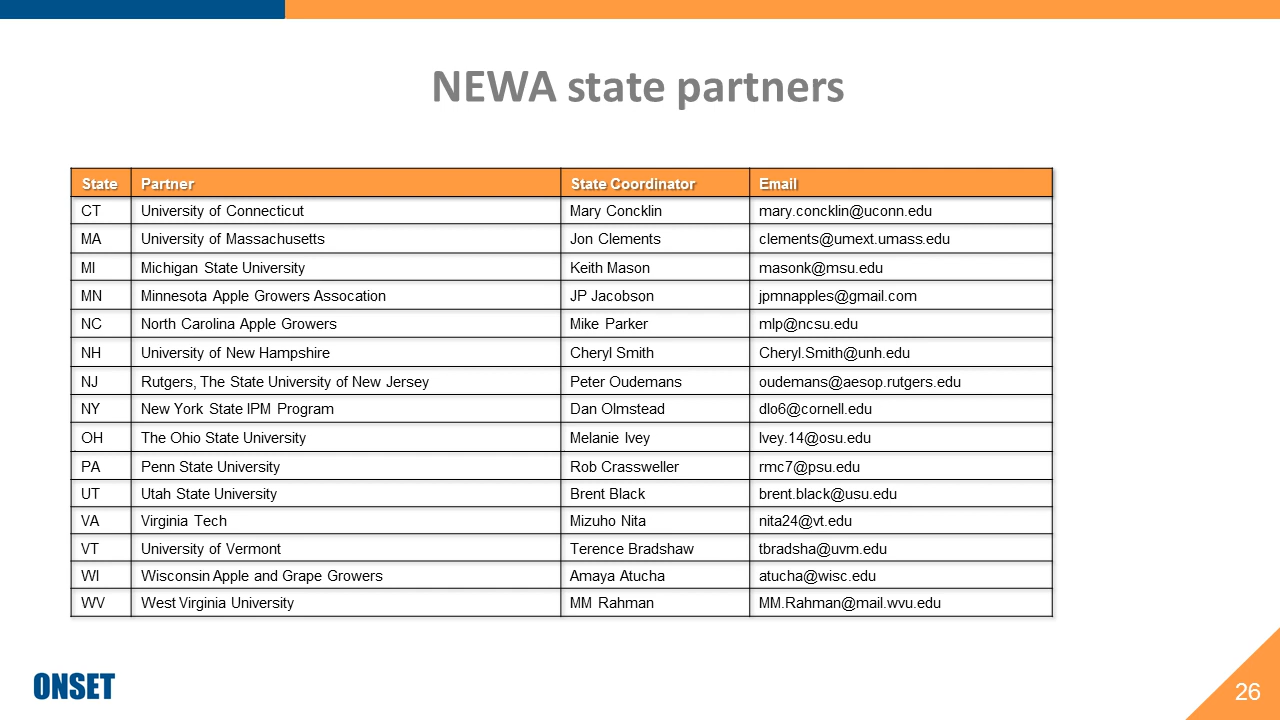 NEWA state partners
State Partner State Coordinator Email
CT University of Connecticut Mary Concklin mary.concklin@uconn.edu
MA University of Massachusetts Jon Clements clements@umext.umass.edu
MI Michigan State University Keith Mason masonk@msu.edu
MN Minnesota Apple Growers Assocation JP Jacobson jpmnapples@gmail.com
NC North Carolina Apple Growers Mike Parker mlp@ncsu.edu
NH University of New Hampshire Cheryl Smith Cheryl.Smith@unh.edu
NJ Rutgers, The State University of New Jersey Peter Oudemans oudemans@aesop.rutgers.edu
NY New York State IPM Program Dan Olmstead dlo6@cornell.edu
OH The Ohio State University Melanie Ivey Ivey.14@osu.edu
PA Penn State University Rob Crassweller rmc7@psu.edu
UT Utah State University Brent Black brent.black@usu.edu
VA Virginia Tech Mizuho Nita nita24@vt.edu
VT University of Vermont Terence Bradshaw tbradsha@uvm.edu
WI Wisconsin Apple and Grape Growers Amaya Atucha atucha@wisc.edu
WV West Virginia University MM Rahman MM.Rahman@mail.wvu.edu
ONSET
26